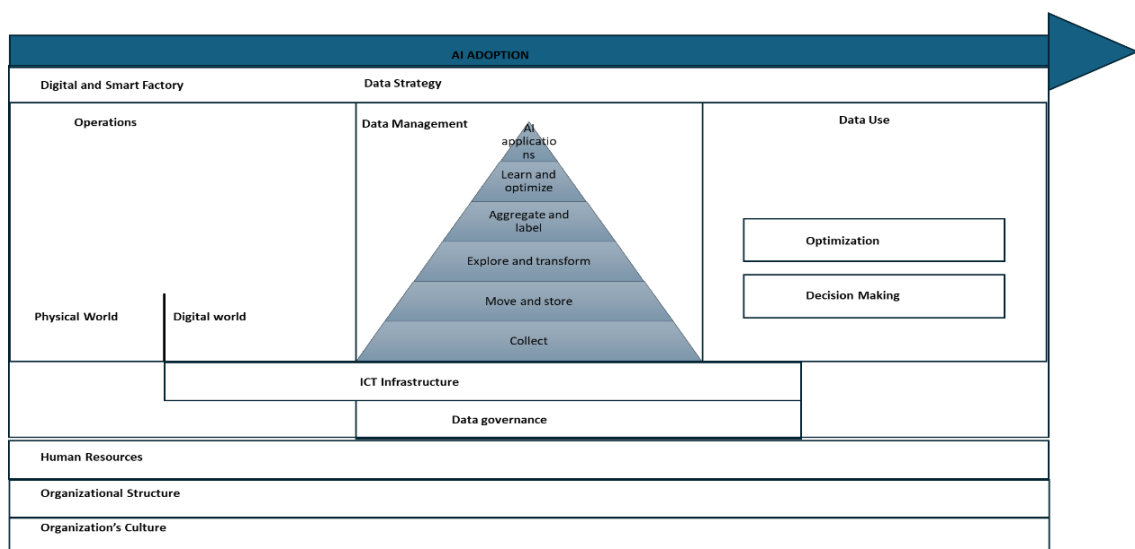 AI ADOPTION
Digital and Smart Factory
Data Strategy
Operations
Data Management
Data Use
AI
applicatio
ns
Learn and
optimize
Aggregate and
label
Explore and transform
Move and store
Collect
Optimization
Decision Making
Physical World
Digital world
ICT Infrastructure
Data governance
Human Resources
Organizational Structure
Organization’s Culture